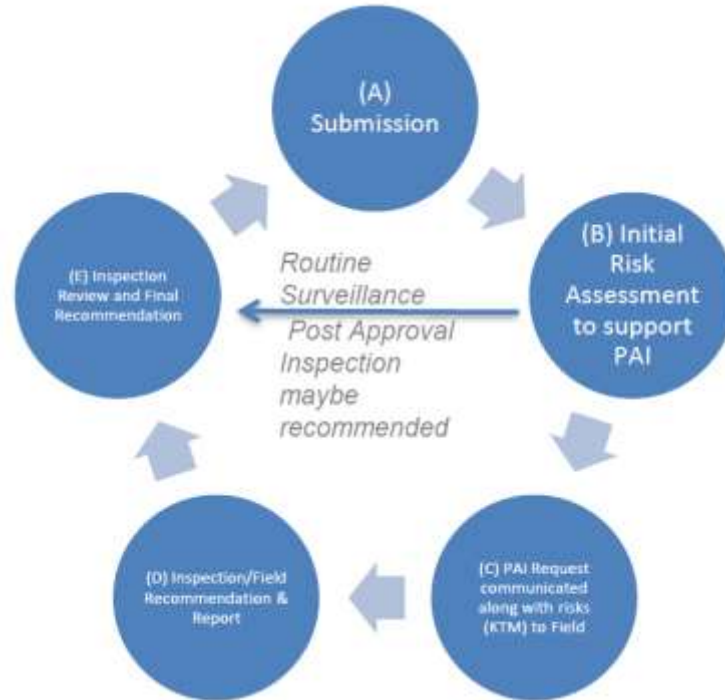 (A)
Submission
(B) Initial
Risk
Assessment
to support
PAI
(C) PAI Request
communicated
along with risks
(KTM) to Field
(D) Inspection/Field
Recommendation &
Report
(E) Inspection
Review and Final
Recommendation
Routine
Surveillance
Post Approval
Inspection
maybe
recommended